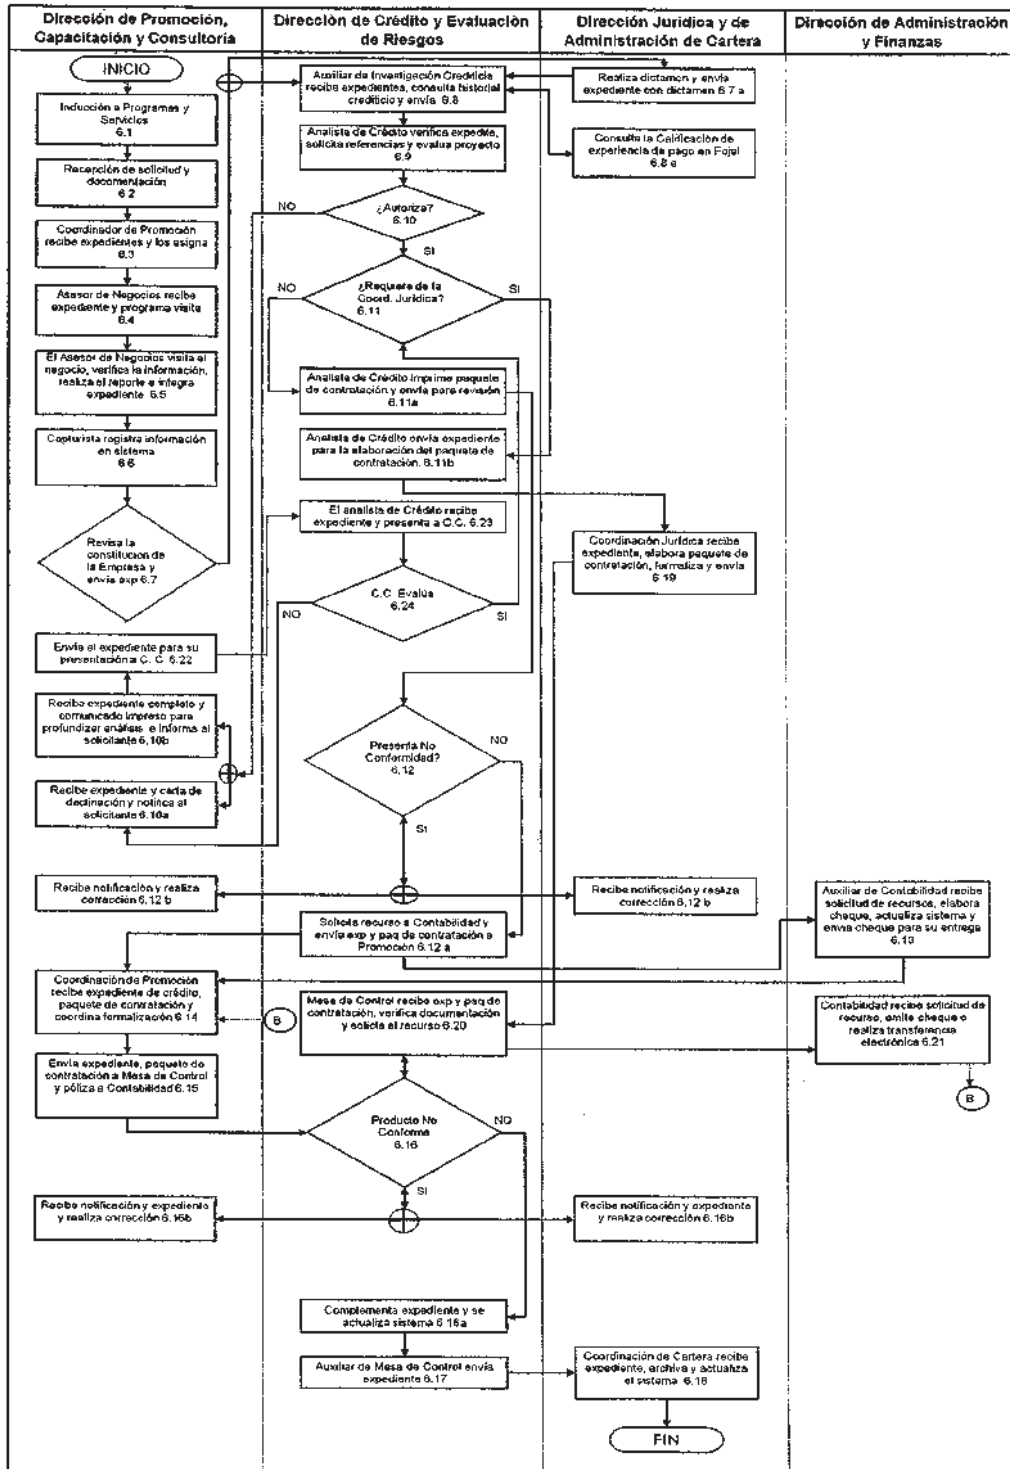 Dirección de Promoción,
Capacitación y Consultoría
Dirección de Crédito y Evaluación
de Riesgos
Dirección Jurídica y de
Administración de Cartera
Dirección de Administración
y Finanzas
INICIO
Inducción a Programas y
Servicios
6.1
Recepción de solicitud y
documentación
6.2
Coordinador de Promoción
recibe expedientes y los asigna
6.3
Asesor de Negocios recibe
expediente y programa visita
6.4
El Asesor de Negocios visita el
negocio, verifica la información,
realiza el reporte e integra
expediente 6.5
Capturista registra información
en sistema
6.6
Revisa la
constitución de
la Empresa y
envía exp 6.7
Envía el expediente para su
presentación a C. C. 6.22
Recibe expediente completo y
comunicado impreso para
profundizar análisis e informa al
solicitante 6.10b
Recibe expediente y carta de
declinación y notifica al
solicitante 6.10a
Recibe notificación y realiza
corrección 6.12 b
Coordinación de Promoción
recibe expediente de crédito,
paquete de contratación y
coordina formalización 6.14
Envía expediente, paquete de
contratación a Mesa de Control
y póliza a Contabilidad 6.15
Recibe notificación y expediente
y realiza corrección 6.16b
Auxiliar de Investigación Crediticia
recibe expedientes, consulta historial
crediticio y envía 6.8
Analista de Crédito verifica expdte,
solicita referencias y evalua proyecto
6.9
¿Autoriza?
6.10
NO
SI
¿Requiere de la
Coord. Jurídica?
6.11
NO
SI
Analista de Crédito Imprime paquete
de contratación y envía para revisión
6.11a
Analista de Crédito envía expediente
para la elaboración del paquete de
contratación. 6.11b
El analista de Crédito recibe
expediente y presenta a C.C. 6.23
C.C. Evalúa
6.24
NO
SI
Presenta No
Conformidad?
6.12
NO
SI
Solicita recurso a Contabilidad y
envía exp y paq de contratación a
Promoción 6.12 a
B
Mesa de Control recibe exp y paq de
contratación, verifica documentación
y solicita el recurso 6.20
Producto No
Conforme
6.16
NO
SI
Complementa expediente y se
actualiza sistema 6.16a
Auxiliar de Mesa de Control envía
expediente 6.17
Realiza dictamen y envía
expediente con dictamen 6.7 a
Consulta la Calificación de
experiencia de pago en Fojal
6.8 a
Coordinación Jurídica recibe
expediente, elabora paquete de
contratación, formaliza y envía
6.19
Recibe notificación y realiza
corrección 6.12 b
Recibe notificación y expediente
y realiza corrección 6.16b
Coordinación de Cartera recibe
expediente, archiva y actualiza
el sistema 6.18
FIN
Auxiliar de Contabilidad recibe
solicitud de recursos, elabora
cheque, actualiza sistema y
envía cheque para su entrega
6.13
Contabilidad recibe solicitud de
recurso, emite cheque o
realiza transferencia
electrónica 6.21
B